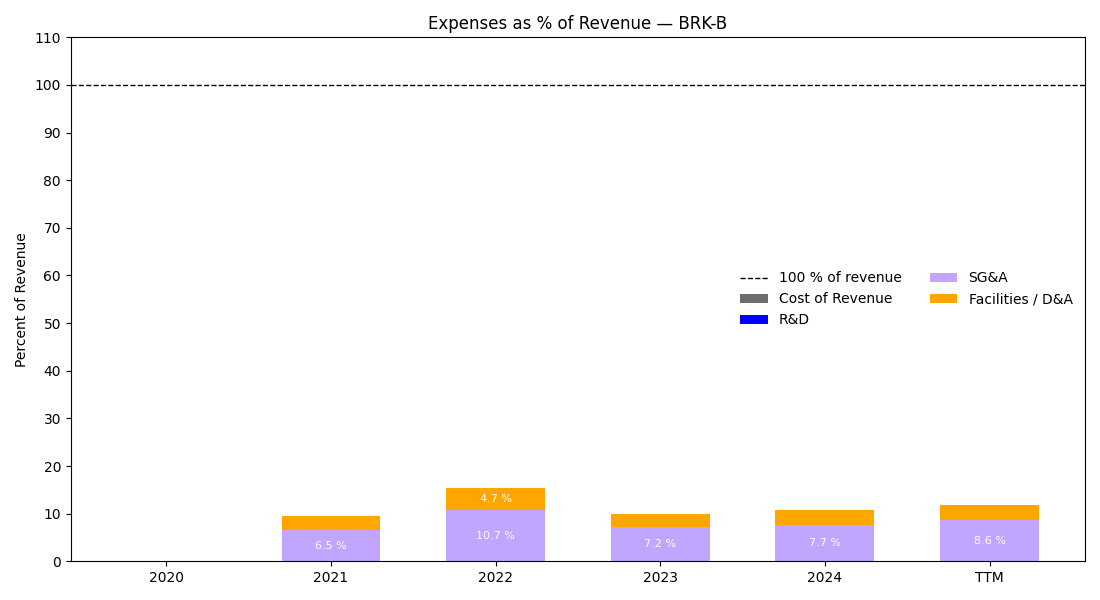 Expenses as % of Revenue — BRK-B
110
100
90
80
70
60
50
40
30
20
10
0
Percent of Revenue
100 % of revenue
Cost of Revenue
R&D
SG&A
Facilities / D&A
6.5 %
10.7 %
4.7 %
7.2 %
7.7 %
8.6 %
2020
2021
2022
2023
2024
TTM